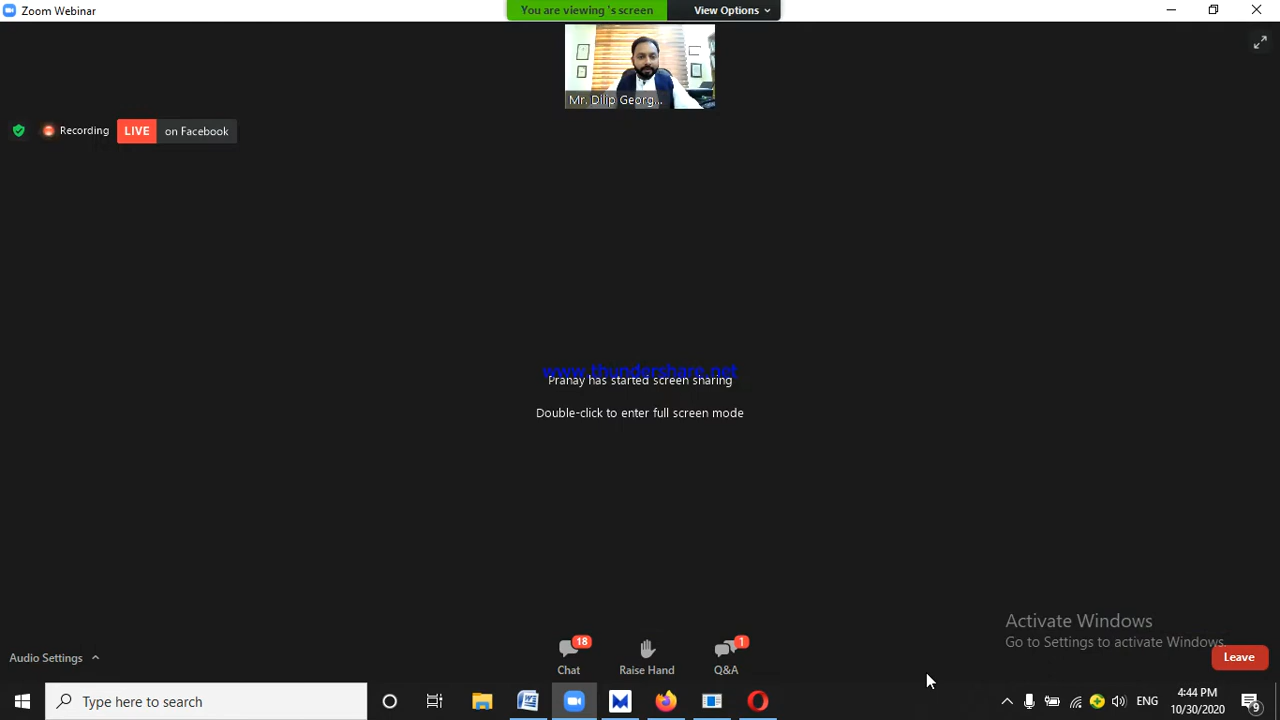 Zoom Webinar
You are viewing 's screen
View Options
Mr. Dilip Georg...
Recording
LIVE on Facebook
www.thundershare.net
Pranay has started screen sharing
Double-click to enter full screen mode
Activate Windows
Go to Settings to activate Windows.
Audio Settings
18
Chat
Raise Hand
1
Q&A
Leave
Type here to search
ENG
4:44 PM
10/30/2020
9